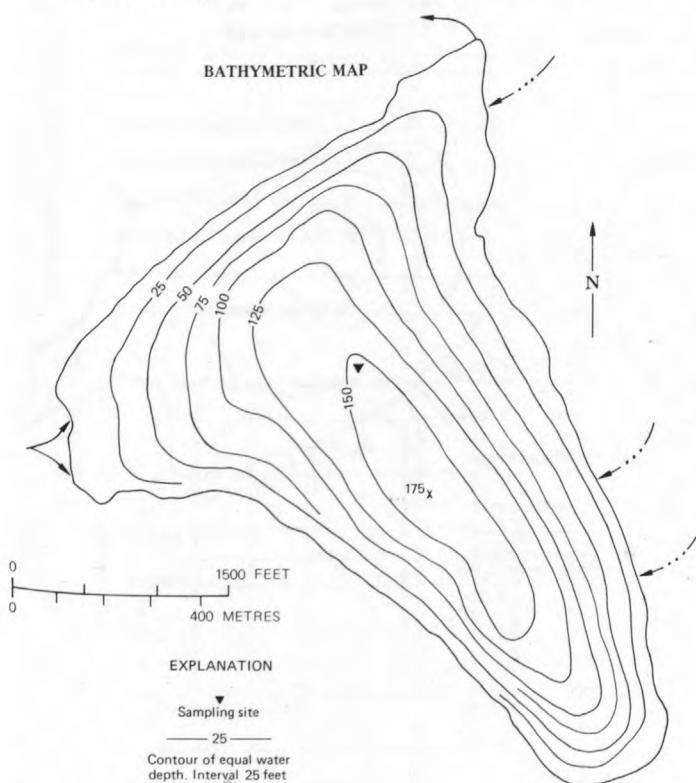 BATHYMETRIC MAP
N
25
50
75
100
125
150
175x
0
1500 FEET
0
400 METRES
EXPLANATION
Sampling site
25
Contour of equal water
depth. Interval 25 feet